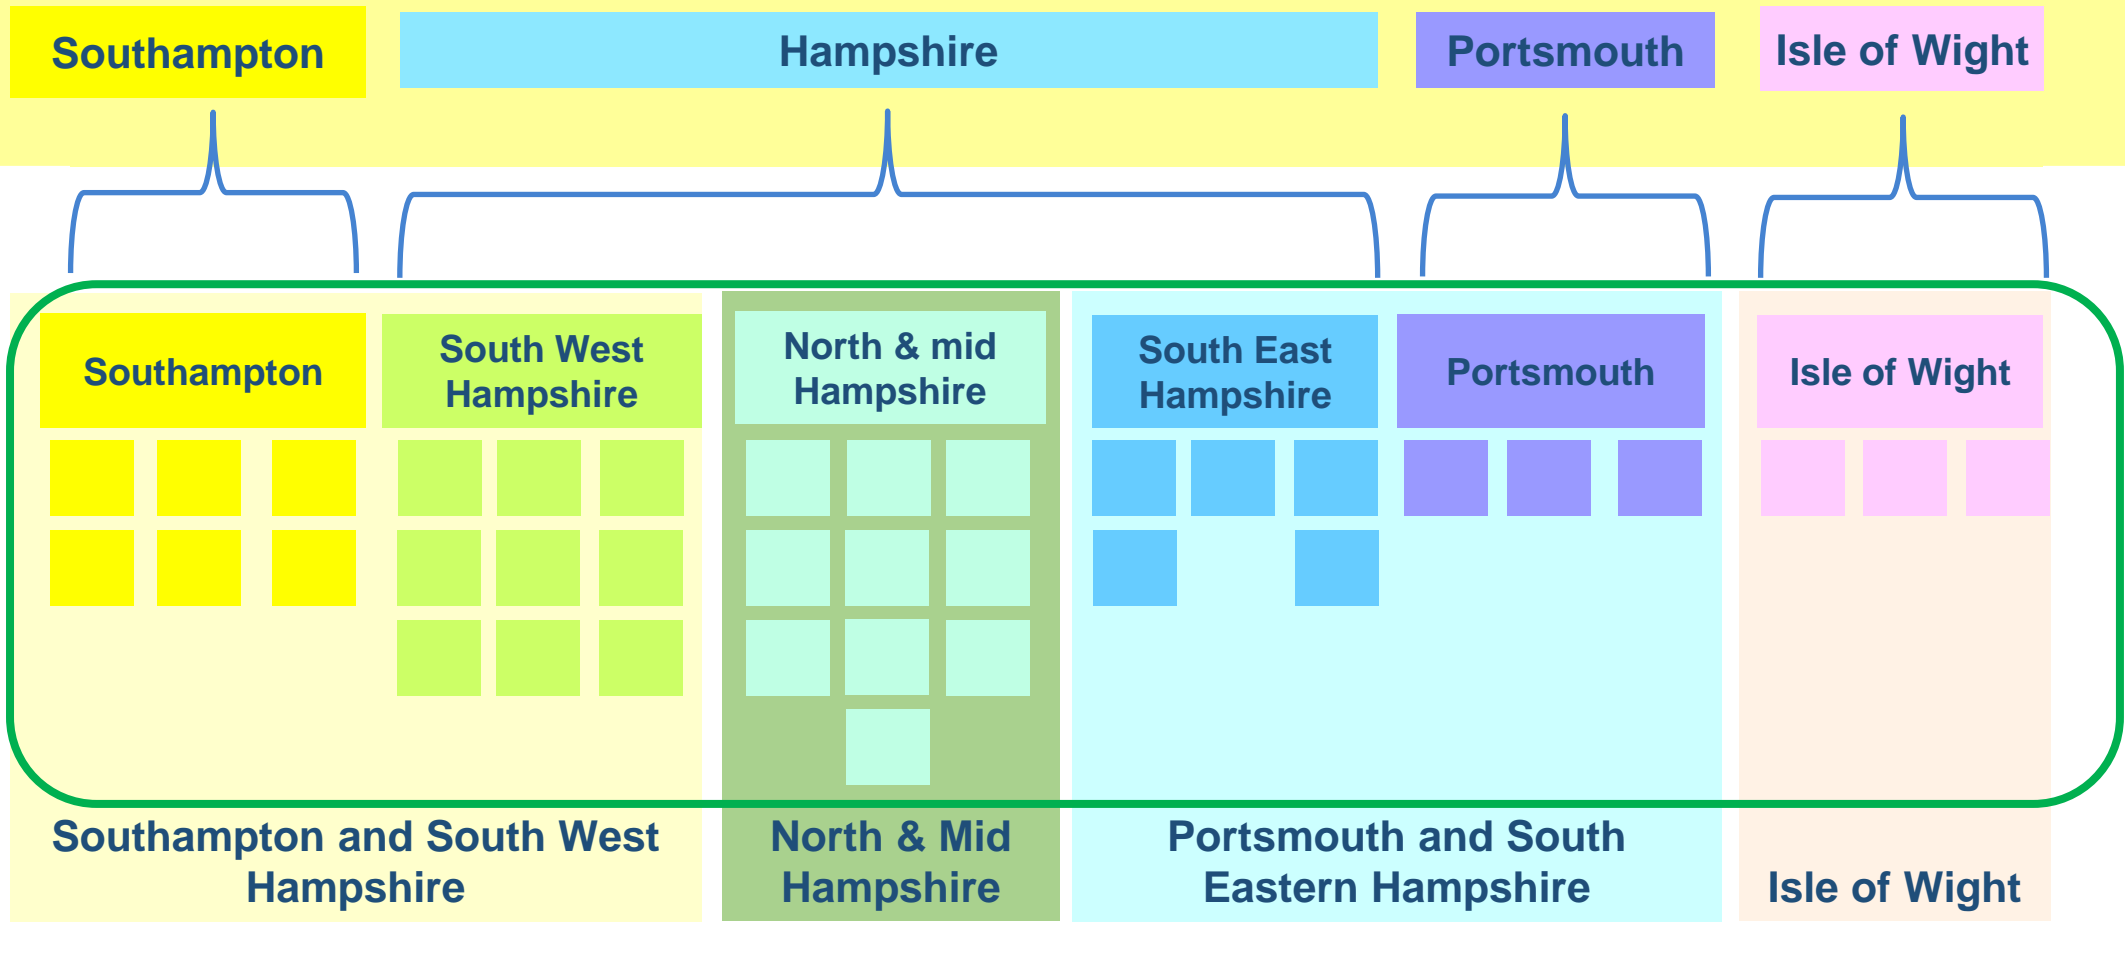 Southampton
Hampshire
Portsmouth
Isle of Wight
Southampton
South West
Hampshire
North & mid
Hampshire
South East
Hampshire
Portsmouth
Isle of Wight
Southampton and South West
Hampshire
North & Mid
Hampshire
Portsmouth and South
Eastern Hampshire
Isle of Wight